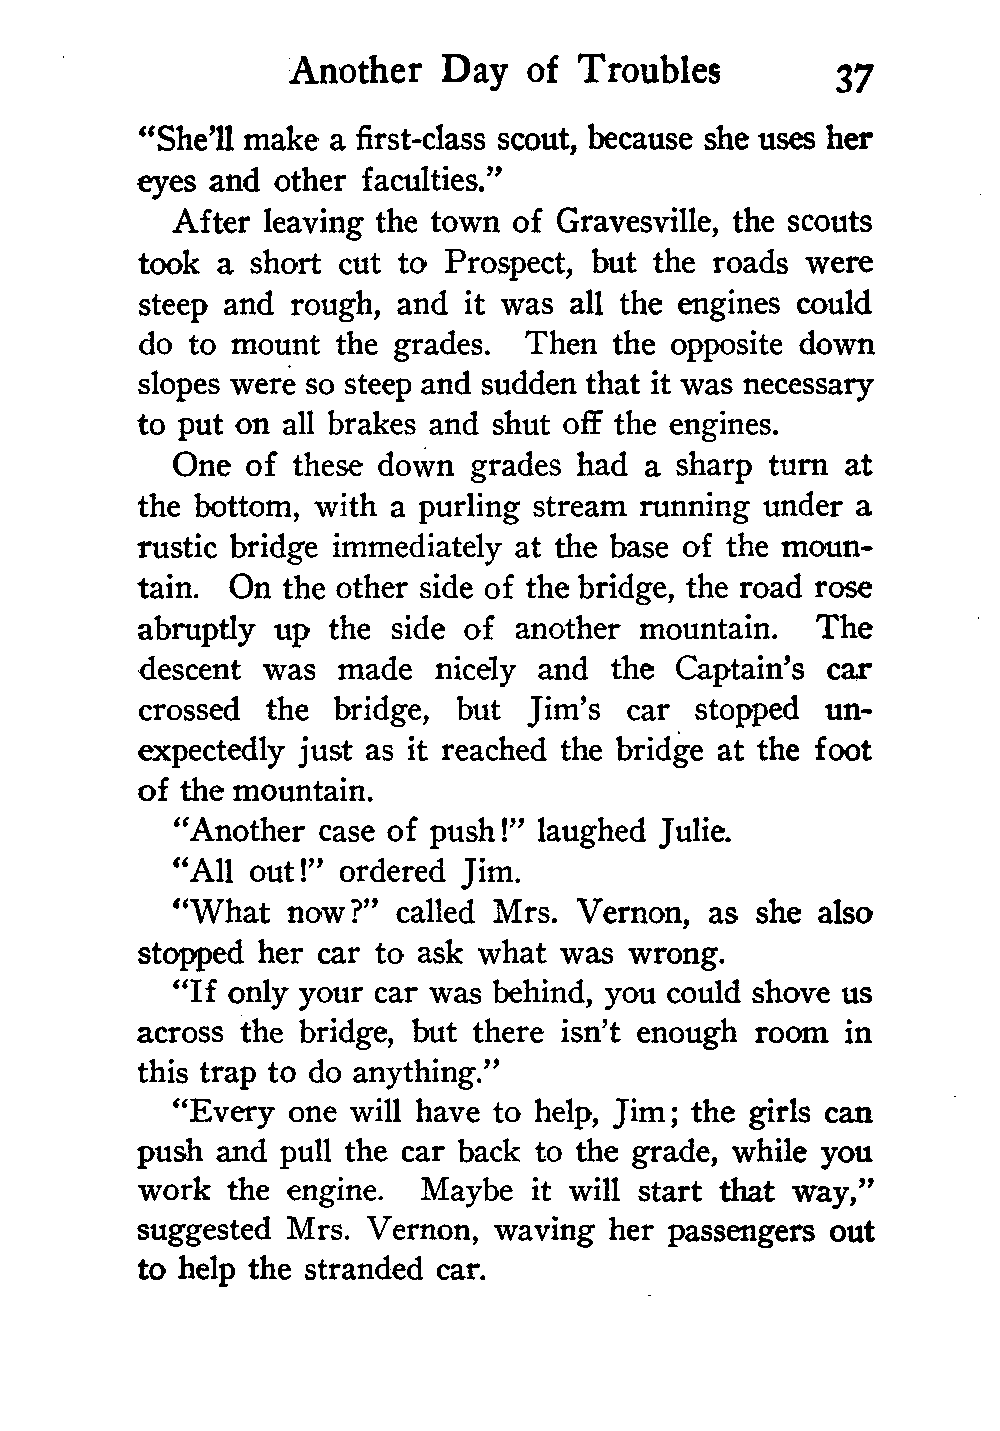 Another Day of Troubles 37
“She’ll make a first-class scout, because she uses her
eyes and other faculties.”
After leaving the town of Gravesville, the scouts
took a short cut to Prospect, but the roads were
steep and rough, and it was all the engines could
do to mount the grades. Then the opposite down
slopes were so steep and sudden that it was necessary
to put on all brakes and shut off the engines.
One of these down grades had a sharp turn at
the bottom, with a purling stream running under a
rustic bridge immediately at the base of the moun-
tain. On the other side of the bridge, the road rose
abruptly up the side of another mountain. The
descent was made nicely and the Captain’s car
crossed the bridge, but Jim’s car stopped un-
expectedly just as it reached the bridge at the foot
of the mountain.
“Another case of push!” laughed Julie.
“All out!” ordered Jim.
“What now?” called Mrs. Vernon, as she also
stopped her car to ask what was wrong.
“If only your car was behind, you could shove us
across the bridge, but there isn’t enough room in
this trap to do anything.”
“Every one will have to help, Jim; the girls can
push and pull the car back to the grade, while you
work the engine. Maybe it will start that way,”
suggested Mrs. Vernon, waving her passengers out
to help the stranded car.